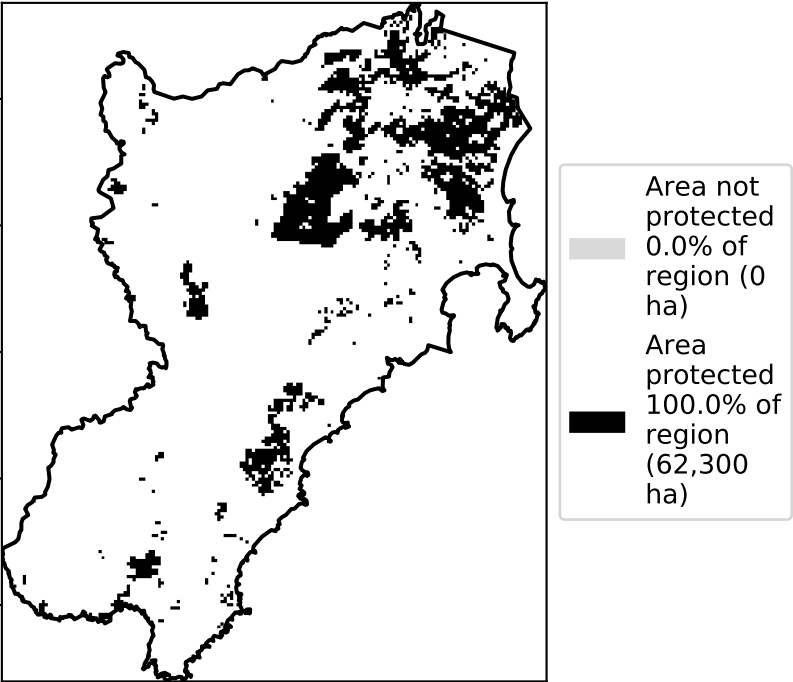 Area not
protected
0.0% of
region (0
ha)
Area
protected
100.0% of
region
(62,300
ha)